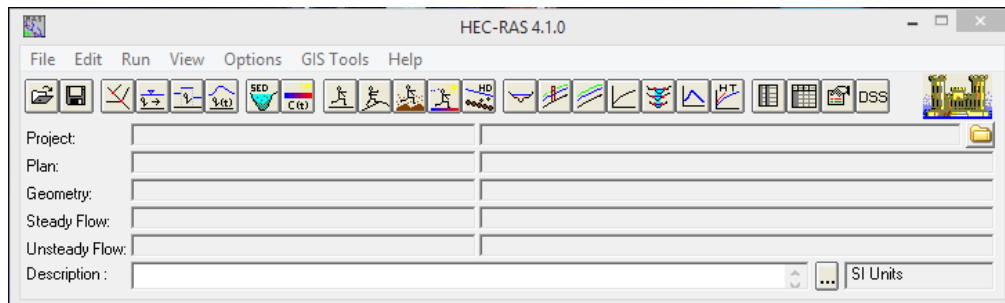 HEC-RAS 4.1.0
File Edit Run View Options GIS Tools Help
SED C(t) HD HT DSS
Project:
Plan:
Geometry:
Steady Flow:
Unsteady Flow:
Description : ... SI Units